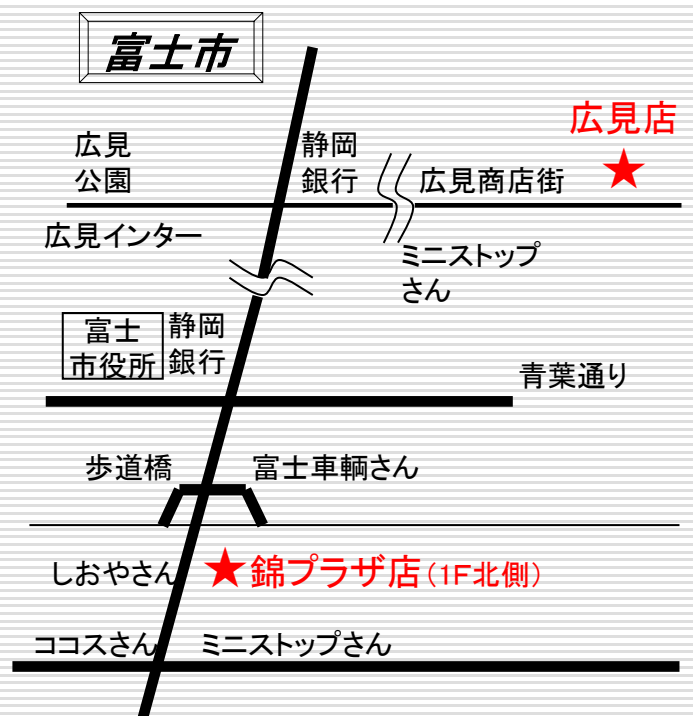 富士市
広見店
広見
公園
静岡
銀行
広見商店街
広見インター
ミニストップ
さん
富士
市役所
静岡
銀行
青葉通り
歩道橋
富士車輌さん
しおやさん
錦プラザ店(1F北側)
ココスさん
ミニストップさん